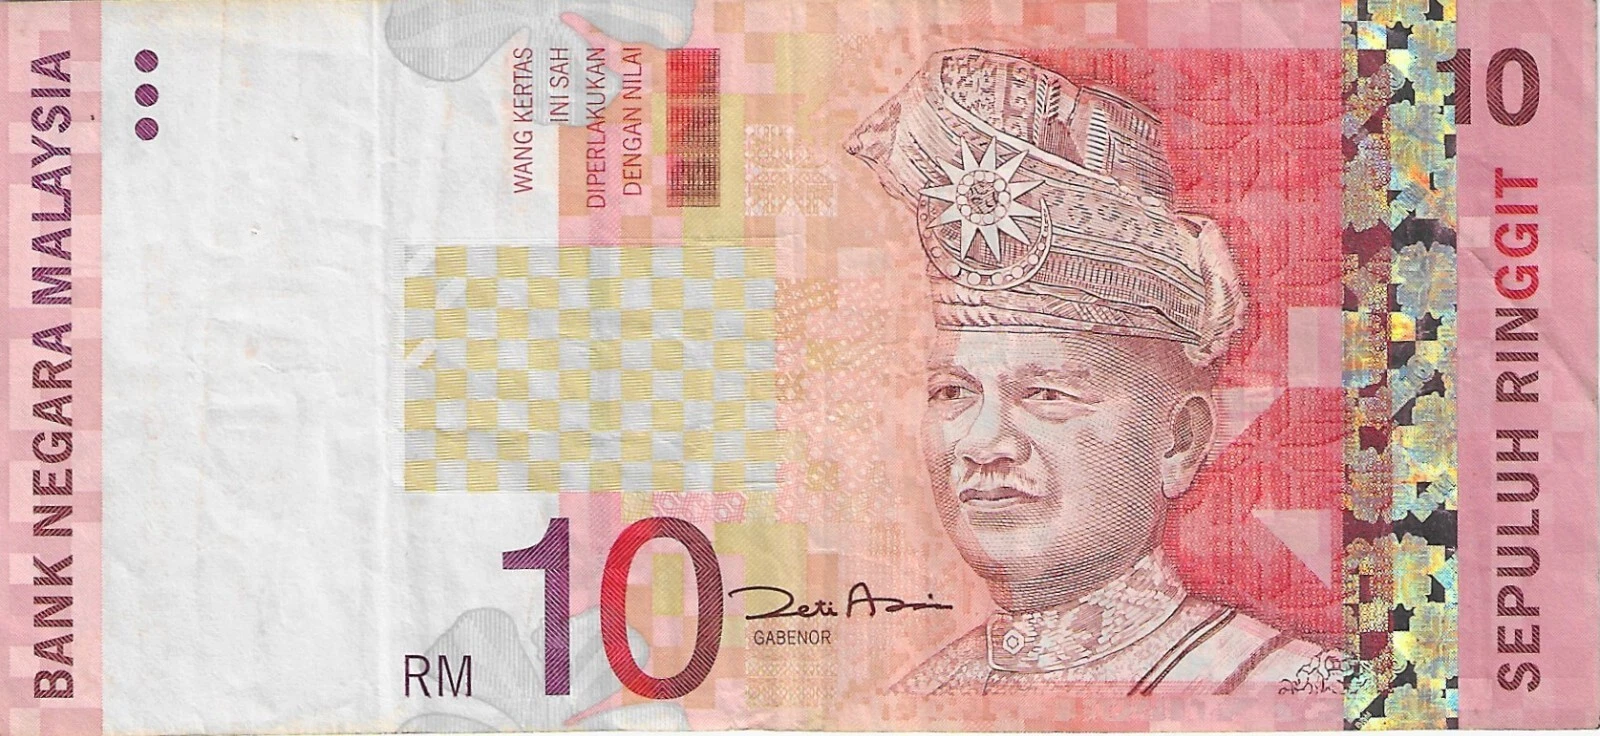 BANK NEGARA MALAYSIA
WANG KERTAS
INI SAH
DIPERLAKUKAN
DENGAN NILAI
RM 10
Zeti Aziz
GABENOR
10
SEPULUH RINGGIT